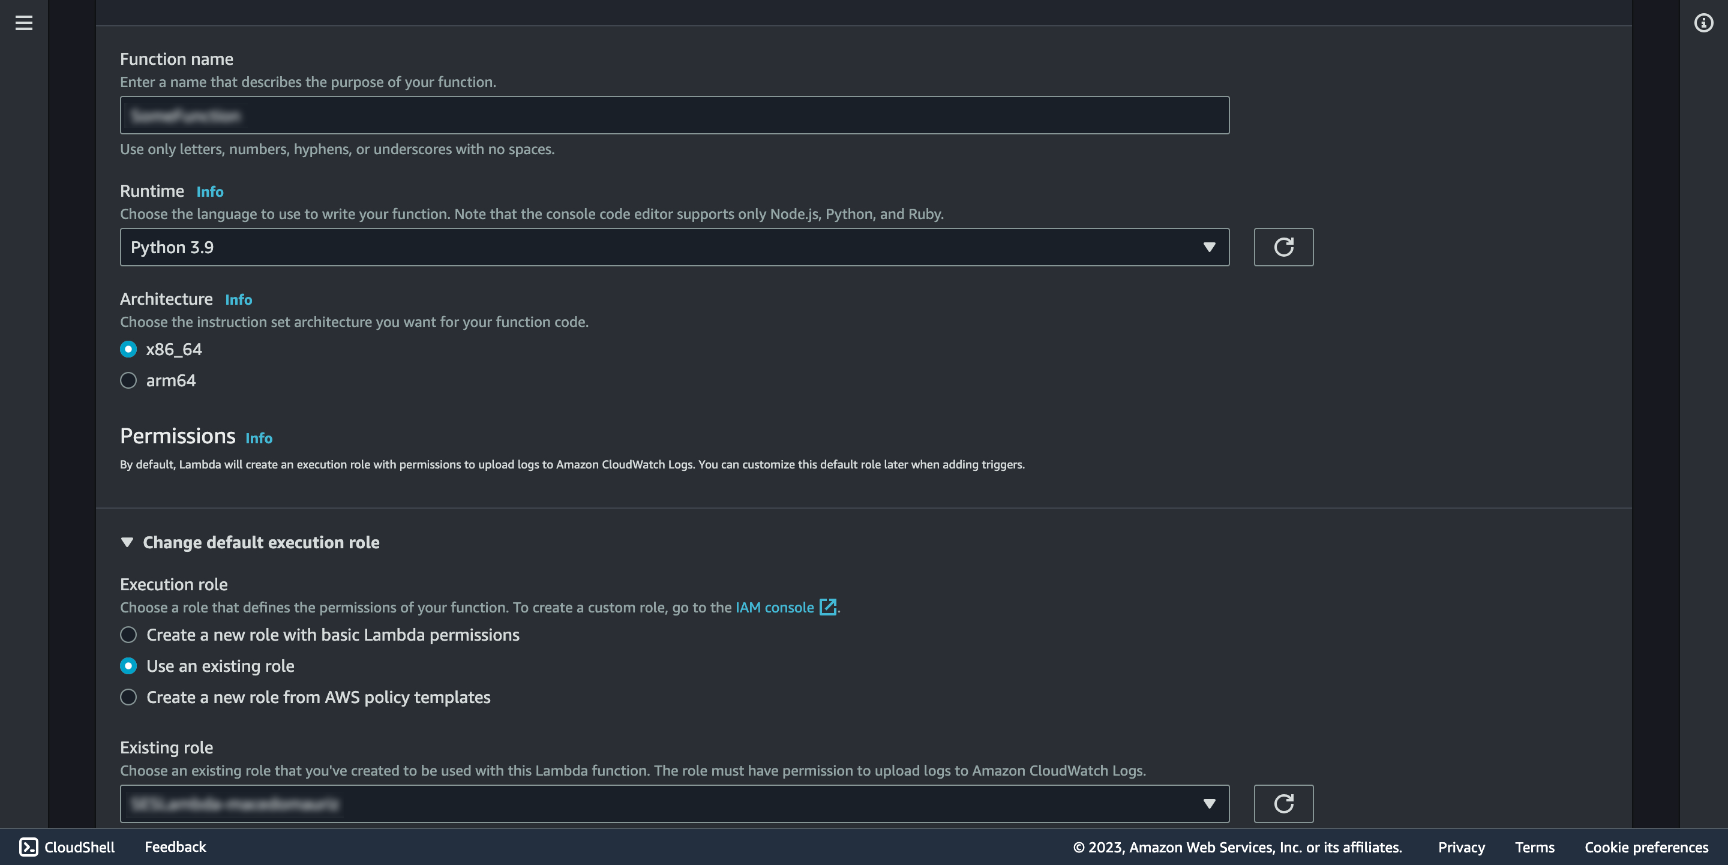 Function name
Enter a name that describes the purpose of your function.
SomeFunction
Use only letters, numbers, hyphens, or underscores with no spaces.
Runtime Info
Choose the language to use to write your function. Note that the console code editor supports only Node.js, Python, and Ruby.
Python 3.9
Architecture Info
Choose the instruction set architecture you want for your function code.
x86_64
arm64
Permissions Info
By default, Lambda will create an execution role with permissions to upload logs to Amazon CloudWatch Logs. You can customize this default role later when adding triggers.
Change default execution role
Execution role
Choose a role that defines the permissions of your function. To create a custom role, go to the IAM console.
Create a new role with basic Lambda permissions
Use an existing role
Create a new role from AWS policy templates
Existing role
Choose an existing role that you've created to be used with this Lambda function. The role must have permission to upload logs to Amazon CloudWatch Logs.
CloudShell Feedback © 2023, Amazon Web Services, Inc. or its affiliates. Privacy Terms Cookie preferences